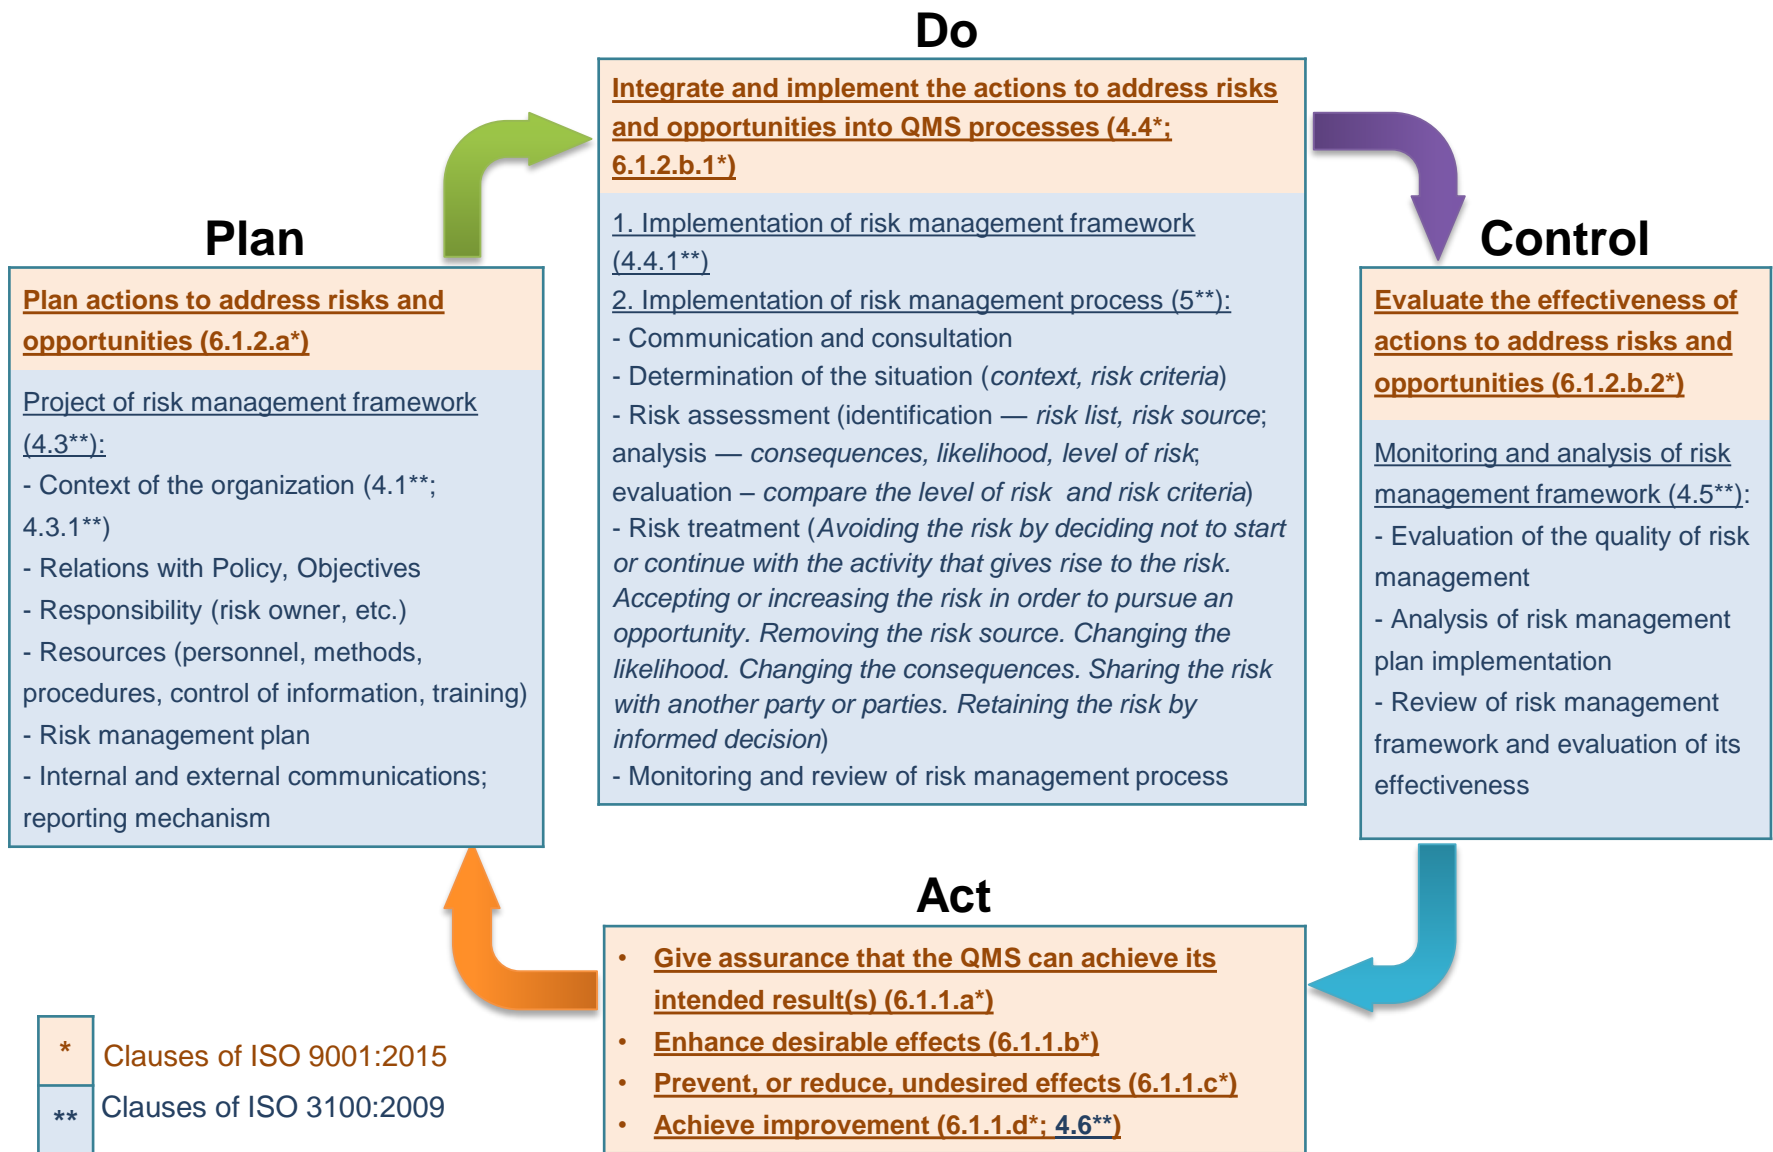 Do
Integrate and implement the actions to address risks
and opportunities into QMS processes (4.4*;
6.1.2.b.1*)
1. Implementation of risk management framework
(4.4.1**)
2. Implementation of risk management process (5**):
- Communication and consultation
- Determination of the situation (context, risk criteria)
- Risk assessment (identification — risk list, risk source;
analysis — consequences, likelihood, level of risk;
evaluation – compare the level of risk and risk criteria)
- Risk treatment (Avoiding the risk by deciding not to start
or continue with the activity that gives rise to the risk.
Accepting or increasing the risk in order to pursue an
opportunity. Removing the risk source. Changing the
likelihood. Changing the consequences. Sharing the risk
with another party or parties. Retaining the risk by
informed decision)
- Monitoring and review of risk management process
Plan
Plan actions to address risks and
opportunities (6.1.2.a*)
Project of risk management framework
(4.3**):
- Context of the organization (4.1**;
4.3.1**)
- Relations with Policy, Objectives
- Responsibility (risk owner, etc.)
- Resources (personnel, methods,
procedures, control of information, training)
- Risk management plan
- Internal and external communications;
reporting mechanism
Control
Evaluate the effectiveness of
actions to address risks and
opportunities (6.1.2.b.2*)
Monitoring and analysis of risk
management framework (4.5**):
- Evaluation of the quality of risk
management
- Analysis of risk management
plan implementation
- Review of risk management
framework and evaluation of its
effectiveness
Act
• Give assurance that the QMS can achieve its
intended result(s) (6.1.1.a*)
• Enhance desirable effects (6.1.1.b*)
• Prevent, or reduce, undesired effects (6.1.1.c*)
• Achieve improvement (6.1.1.d*; 4.6**)
* Clauses of ISO 9001:2015
** Clauses of ISO 3100:2009